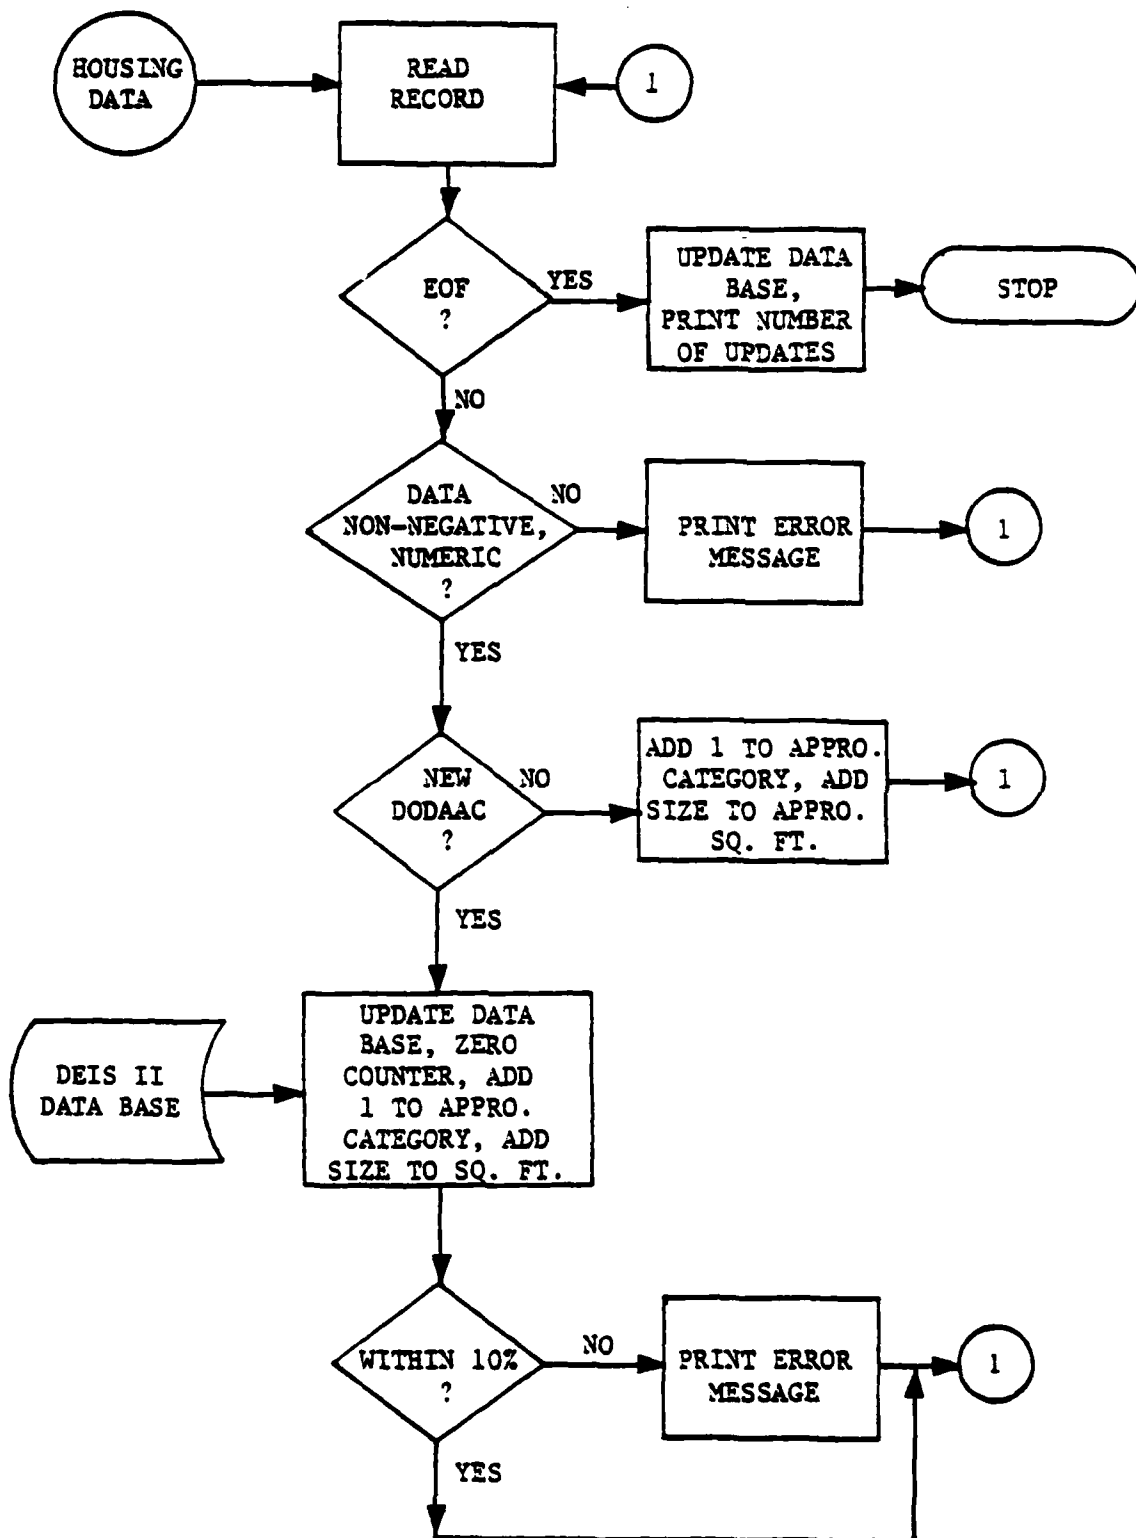 HOUSING
DATA
READ
RECORD
1
EOF
?
YES
UPDATE DATA
BASE,
PRINT NUMBER
OF UPDATES
STOP
NO
DATA
NON-NEGATIVE,
NUMERIC
?
NO
PRINT ERROR
MESSAGE
1
YES
NEW
DODAAC
?
NO
ADD 1 TO APPRO.
CATEGORY, ADD
SIZE TO APPRO.
SQ. FT.
1
YES
DEIS II
DATA BASE
UPDATE DATA
BASE, ZERO
COUNTER, ADD
1 TO APPRO.
CATEGORY, ADD
SIZE TO SQ. FT.
WITHIN 10%
?
NO
PRINT ERROR
MESSAGE
1
YES